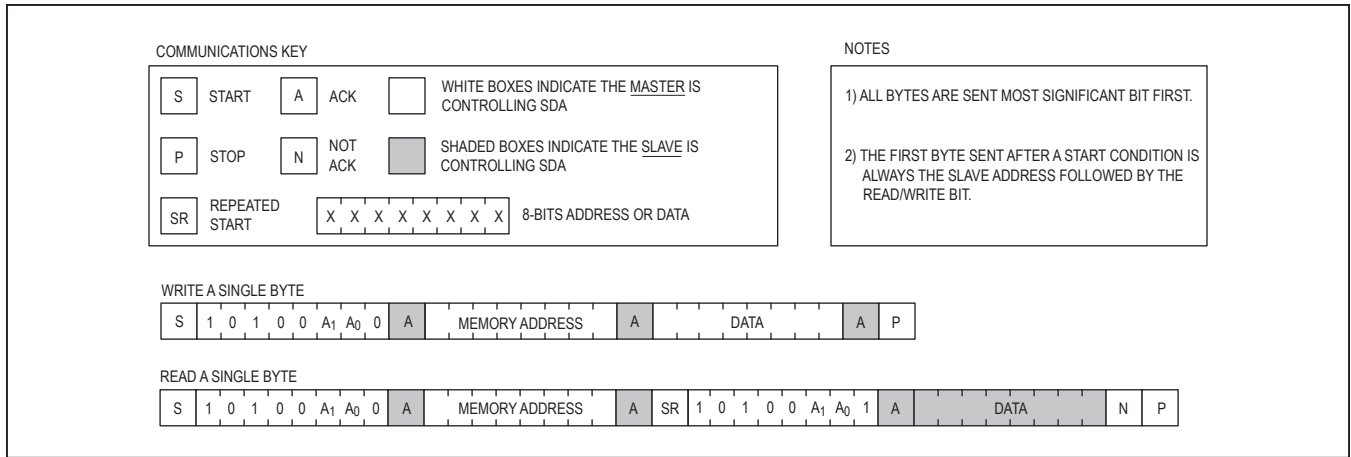 COMMUNICATIONS KEY
S START A ACK WHITE BOXES INDICATE THE MASTER IS
CONTROLLING SDA
P STOP N NOT
ACK SHADED BOXES INDICATE THE SLAVE IS
CONTROLLING SDA
SR REPEATED
START X X X X X X X X 8-BITS ADDRESS OR DATA
NOTES
1) ALL BYTES ARE SENT MOST SIGNIFICANT BIT FIRST.
2) THE FIRST BYTE SENT AFTER A START CONDITION IS
ALWAYS THE SLAVE ADDRESS FOLLOWED BY THE
READ/WRITE BIT.
WRITE A SINGLE BYTE
S 1 0 1 0 0 A1 A0 0 A MEMORY ADDRESS A DATA A P
READ A SINGLE BYTE
S 1 0 1 0 0 A1 A0 0 A MEMORY ADDRESS A SR 1 0 1 0 0 A1 A0 1 A DATA N P